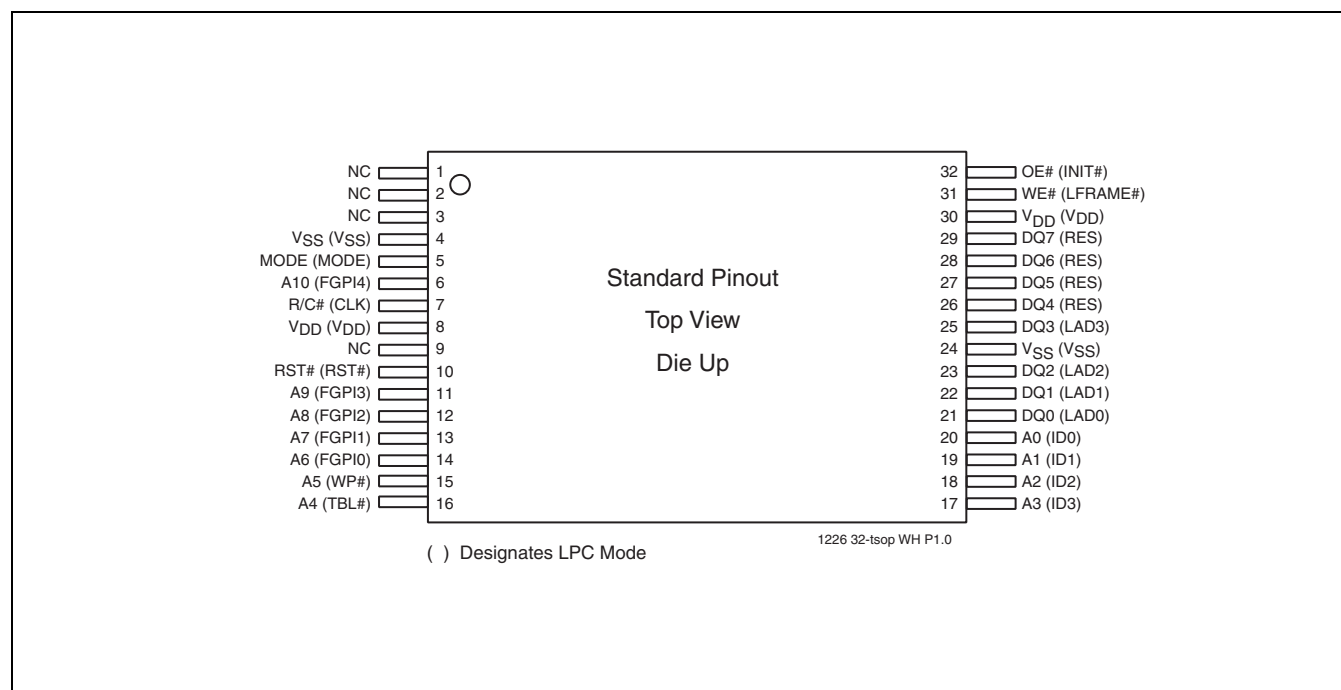 NC 1
NC 2
NC 3
VSS (VSS) 4
MODE (MODE) 5
A10 (FGPI4) 6
R/C# (CLK) 7
VDD (VDD) 8
NC 9
RST# (RST#) 10
A9 (FGPI3) 11
A8 (FGPI2) 12
A7 (FGPI1) 13
A6 (FGPI0) 14
A5 (WP#) 15
A4 (TBL#) 16
Standard Pinout
Top View
Die Up
32 OE# (INIT#)
31 WE# (LFRAME#)
30 VDD (VDD)
29 DQ7 (RES)
28 DQ6 (RES)
27 DQ5 (RES)
26 DQ4 (RES)
25 DQ3 (LAD3)
24 VSS (VSS)
23 DQ2 (LAD2)
22 DQ1 (LAD1)
21 DQ0 (LAD0)
20 A0 (ID0)
19 A1 (ID1)
18 A2 (ID2)
17 A3 (ID3)
1226 32-tsop WH P1.0
( ) Designates LPC Mode